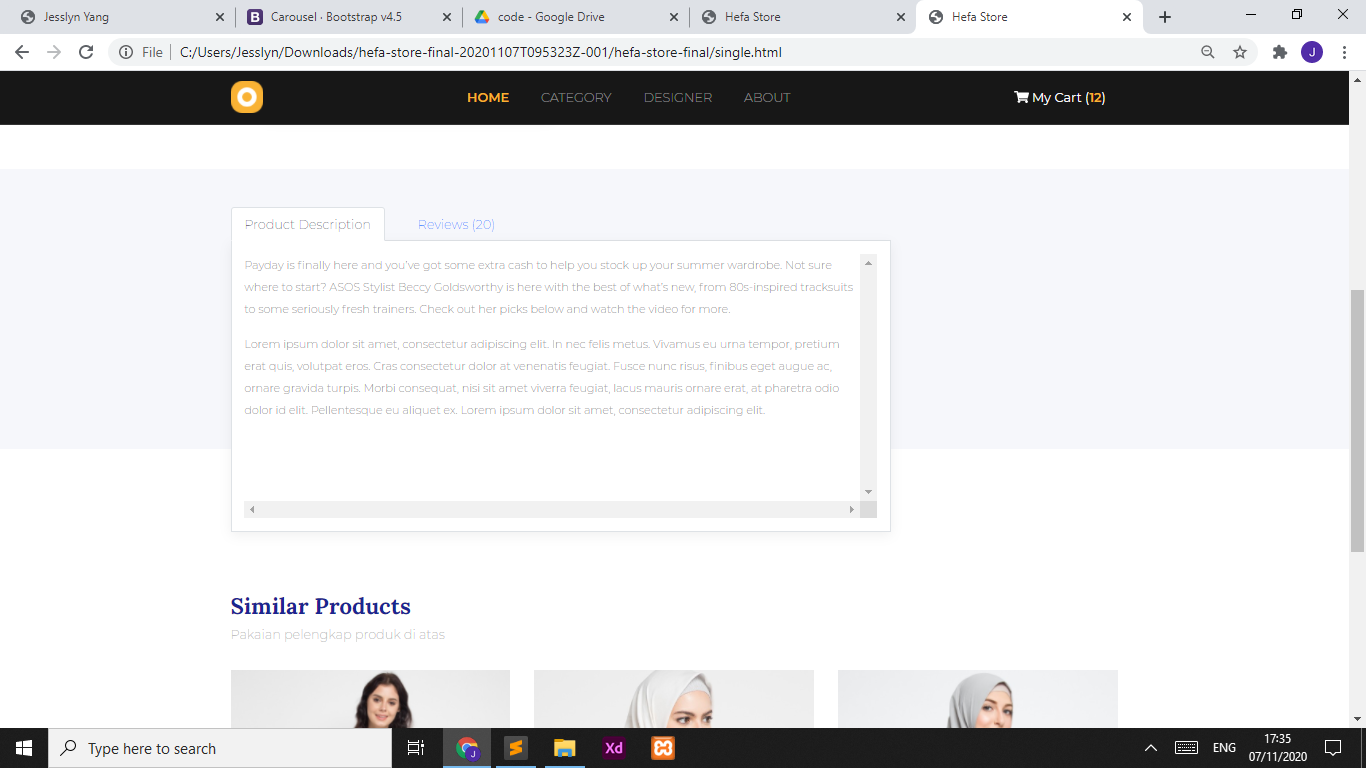 Jesslyn Yang
Carousel · Bootstrap v4.5
code - Google Drive
Hefa Store
Hefa Store
File
C:/Users/Jesslyn/Downloads/hefa-store-final-20201107T095323Z-001/hefa-store-final/single.html
J
HOME
CATEGORY
DESIGNER
ABOUT
My Cart (12)
Product Description
Reviews (20)
Payday is finally here and you've got some extra cash to help you stock up your summer wardrobe. Not sure
where to start? ASOS Stylist Beccy Goldsworthy is here with the best of what's new, from 80s-inspired tracksuits
to some seriously fresh trainers. Check out her picks below and watch the video for more.
Lorem ipsum dolor sit amet, consectetur adipiscing elit. In nec felis metus. Vivamus eu urna tempor, pretium
erat quis, volutpat eros. Cras consectetur dolor at venenatis feugiat. Fusce nunc risus, finibus eget augue ac,
ornare gravida turpis. Morbi consequat, nisi sit amet viverra feugiat, lacus mauris ornare erat, at pharetra odio
dolor id elit. Pellentesque eu aliquet ex. Lorem ipsum dolor sit amet, consectetur adipiscing elit.
Similar Products
Pakaian pelengkap produk di atas
Type here to search
J
Xd
ENG
17:35
07/11/2020